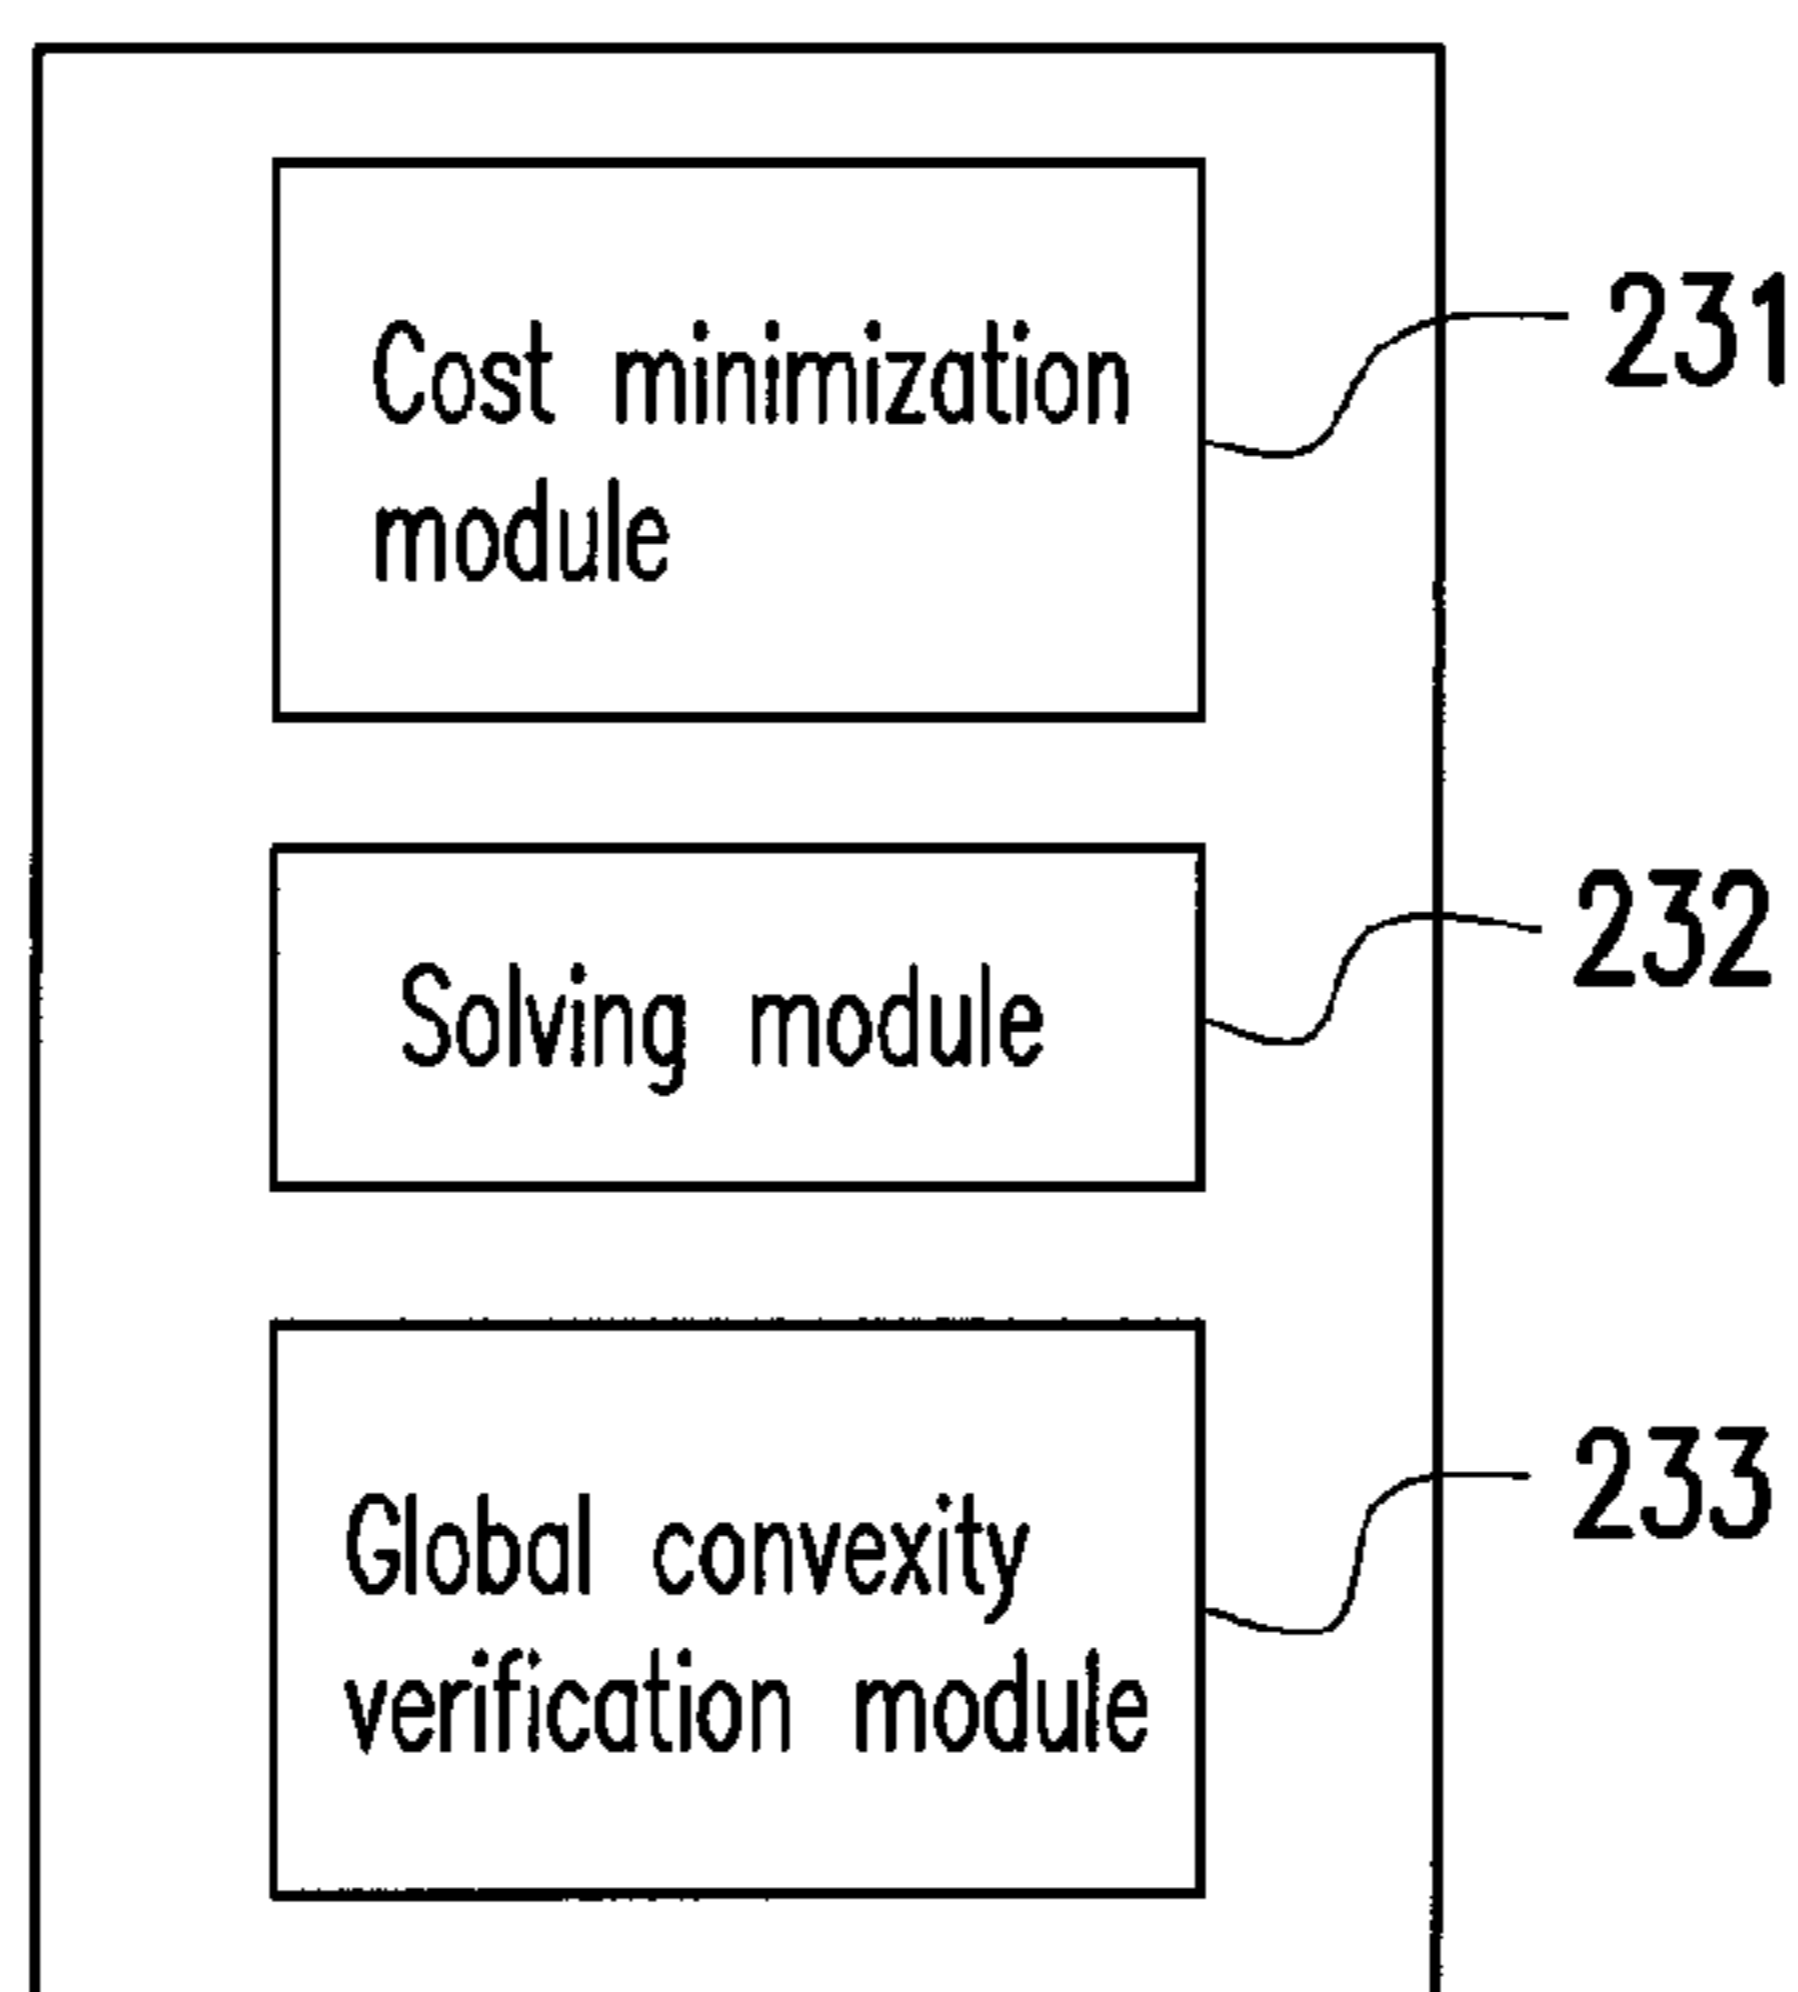 Cost minimization
module
231
Solving module
232
Global convexity
verification module
233